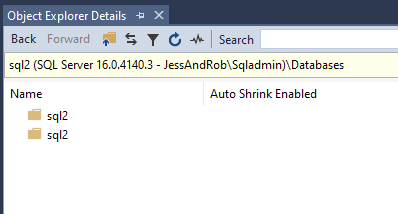 Object Explorer Details
Back Forward Search
sql2 (SQL Server 16.0.4140.3 - JessAndRob\Sqladmin)\Databases
Name Auto Shrink Enabled
sql2
sql2